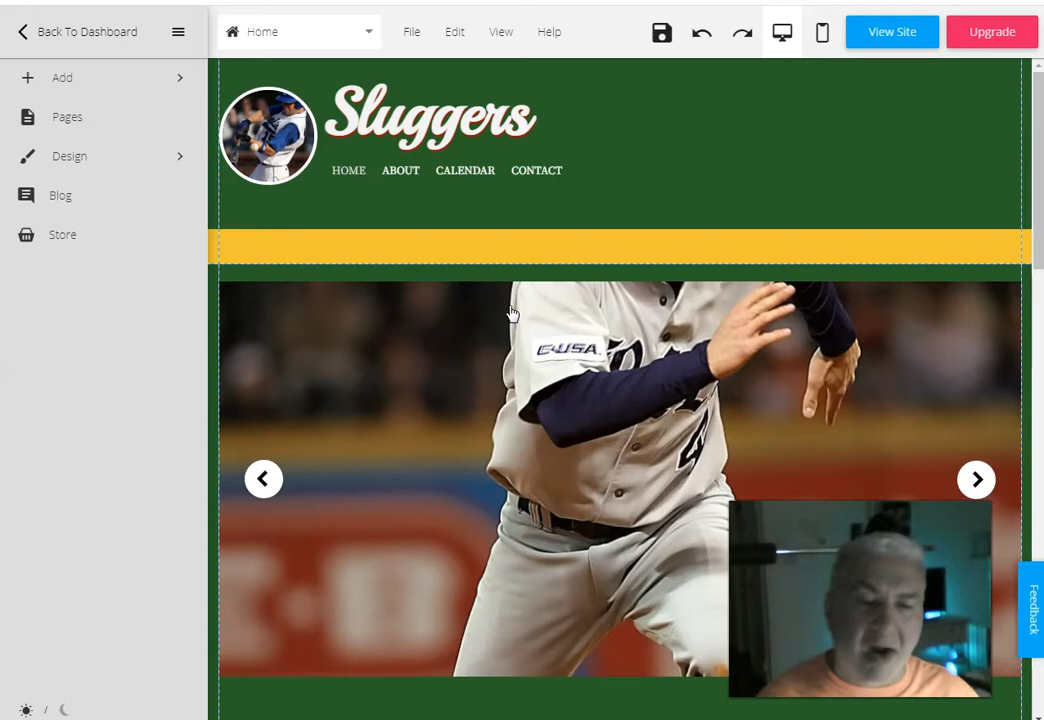 Back To Dashboard
Home
File
Edit
View
Help
View Site
Upgrade
Add
Pages
Design
Blog
Store
/
Sluggers
HOME
ABOUT
CALENDAR
CONTACT
C-USA
4
Feedback